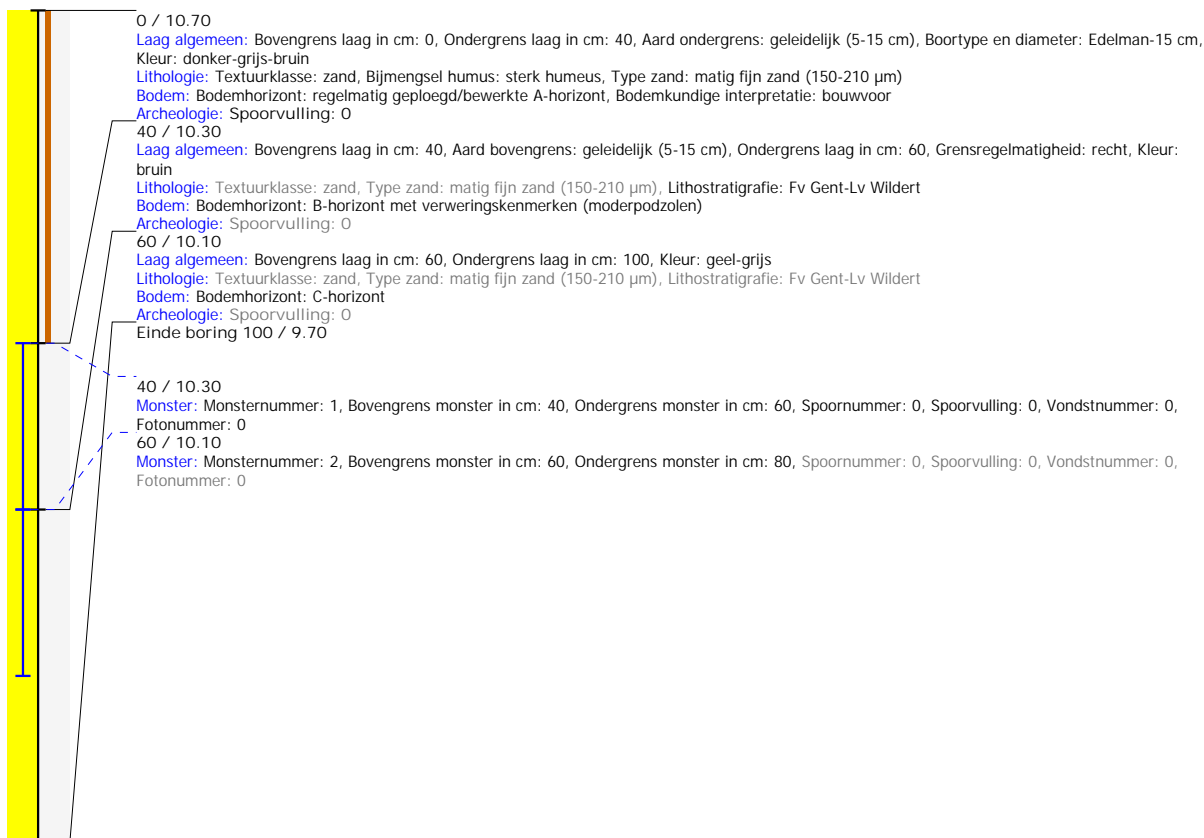 0 / 10.70
Laag algemeen: Bovengrens laag in cm: 0, Ondergrens laag in cm: 40, Aard ondergrens: geleidelijk (5-15 cm), Boortype en diameter: Edelman-15 cm,
Kleur: donker-grijs-bruin
Lithologie: Textuurklasse: zand, Bijmengsel humus: sterk humeus, Type zand: matig fijn zand (150-210 µm)
Bodem: Bodemhorizont: regelmatig geploegd/bewerkte A-horizont, Bodemkundige interpretatie: bouwvoor
Archeologie: Spoorvulling: 0
40 / 10.30
Laag algemeen: Bovengrens laag in cm: 40, Aard bovengrens: geleidelijk (5-15 cm), Ondergrens laag in cm: 60, Grensregelmatigheid: recht, Kleur:
bruin
Lithologie: Textuurklasse: zand, Type zand: matig fijn zand (150-210 µm), Lithostratigrafie: Fv Gent-Lv Wildert
Bodem: Bodemhorizont: B-horizont met verweringskenmerken (moderpodzolen)
Archeologie: Spoorvulling: 0
60 / 10.10
Laag algemeen: Bovengrens laag in cm: 60, Ondergrens laag in cm: 100, Kleur: geel-grijs
Lithologie: Textuurklasse: zand, Type zand: matig fijn zand (150-210 µm), Lithostratigrafie: Fv Gent-Lv Wildert
Bodem: Bodemhorizont: C-horizont
Archeologie: Spoorvulling: 0
Einde boring 100 / 9.70
40 / 10.30
Monster: Monsternummer: 1, Bovengrens monster in cm: 40, Ondergrens monster in cm: 60, Spoornummer: 0, Spoorvulling: 0, Vondstnummer: 0,
Fotonummer: 0
60 / 10.10
Monster: Monsternummer: 2, Bovengrens monster in cm: 60, Ondergrens monster in cm: 80, Spoornummer: 0, Spoorvulling: 0, Vondstnummer: 0,
Fotonummer: 0